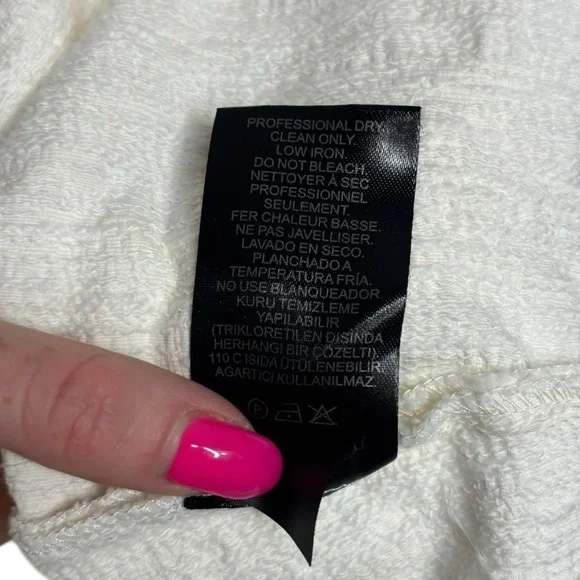 PROFESSIONAL DRY
CLEAN ONLY.
LOW IRON.
DO NOT BLEACH.
NETTOYER À SEC
PROFESSIONNEL
SEULEMENT.
FER CHALEUR BASSE.
NE PAS JAVELLISER.
LAVADO EN SECO.
PLANCHADO A
TEMPERATURA FRÍA.
NO USE BLANQUEADOR
KURU TEMIZLEME
YAPILABILIR
(TRIKLORETILEN DISINDA
HERHANGI BIR ÇÖZELTI).
110 C ISIDA ÜTÜLENEBILIR.
AGARTICI KULLANILMAZ.
P